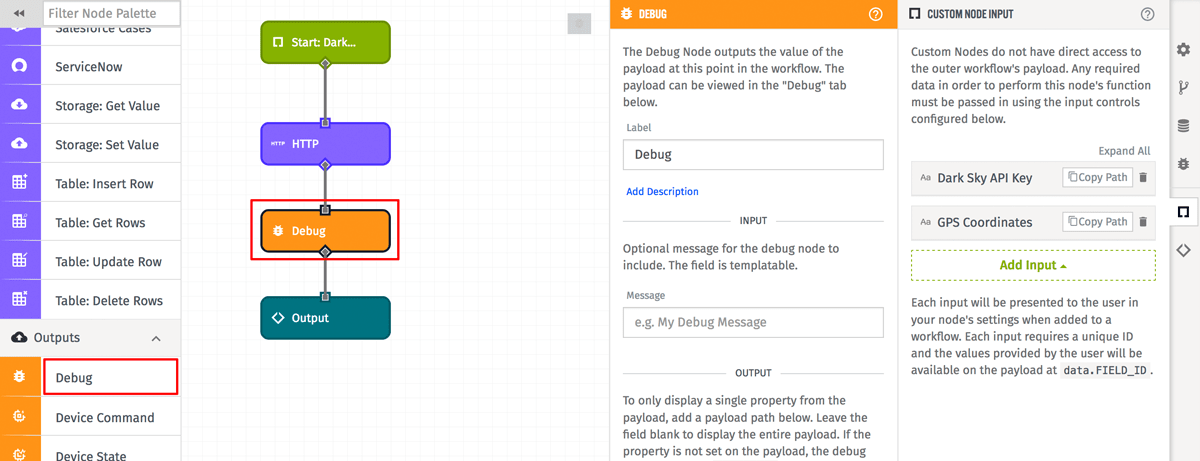 Filter Node Palette
Salesforce Cases
ServiceNow
Storage: Get Value
Storage: Set Value
Table: Insert Row
Table: Get Rows
Table: Update Row
Table: Delete Rows
Outputs
Debug
Device Command
Device State
Start: Dark...
HTTP HTTP
Debug
Output
DEBUG
The Debug Node outputs the value of the
payload at this point in the workflow. The
payload can be viewed in the "Debug" tab
below.
Label
Debug
Add Description
INPUT
Optional message for the debug node to
include. The field is templatable.
Message
e.g. My Debug Message
OUTPUT
To only display a single property from the
payload, add a payload path below. Leave the
field blank to display the entire payload. If the
property is not set on the payload, the debug
CUSTOM NODE INPUT
Custom Nodes do not have direct access to
the outer workflow's payload. Any required
data in order to perform this node's function
must be passed in using the input controls
configured below.
Expand All
Aa Dark Sky API Key Copy Path
Aa GPS Coordinates Copy Path
Add Input
Each input will be presented to the user in
your node's settings when added to a
workflow. Each input requires a unique ID
and the values provided by the user will be
available on the payload at data.FIELD_ID.